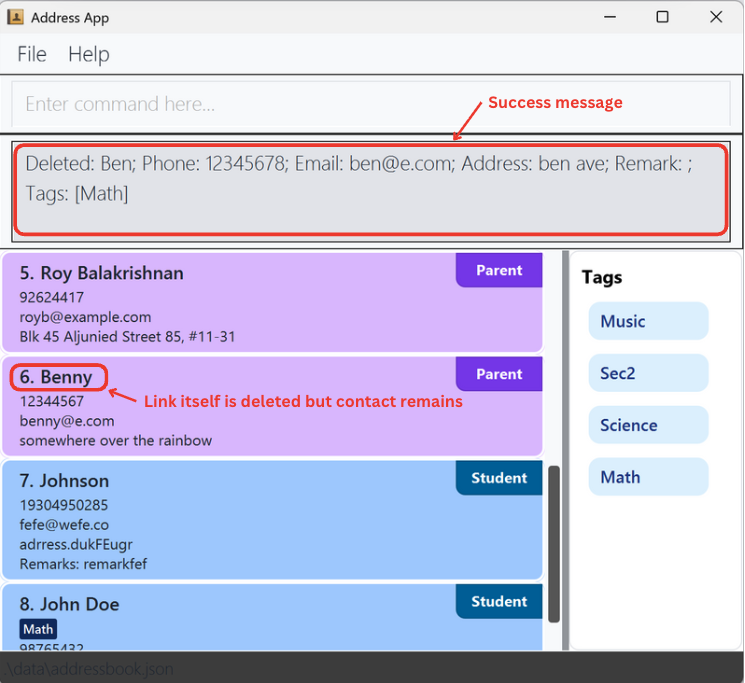 Address App
File Help
Enter command here...
Success message
Deleted: Ben; Phone: 12345678; Email: ben@e.com; Address: ben ave; Remark: ;
Tags: [Math]
5. Roy Balakrishnan
Parent
92624417
royb@example.com
Blk 45 Aljunied Street 85, #11-31
6. Benny
Parent
12344567
Link itself is deleted but contact remains
benny@e.com
somewhere over the rainbow
7. Johnson
Student
19304950285
fefe@wefe.co
adrress.dukFEugr
Remarks: remarkfef
8. John Doe
Student
Math
98765432
Tags
Music
Sec2
Science
Math
.\data\addressbook.json